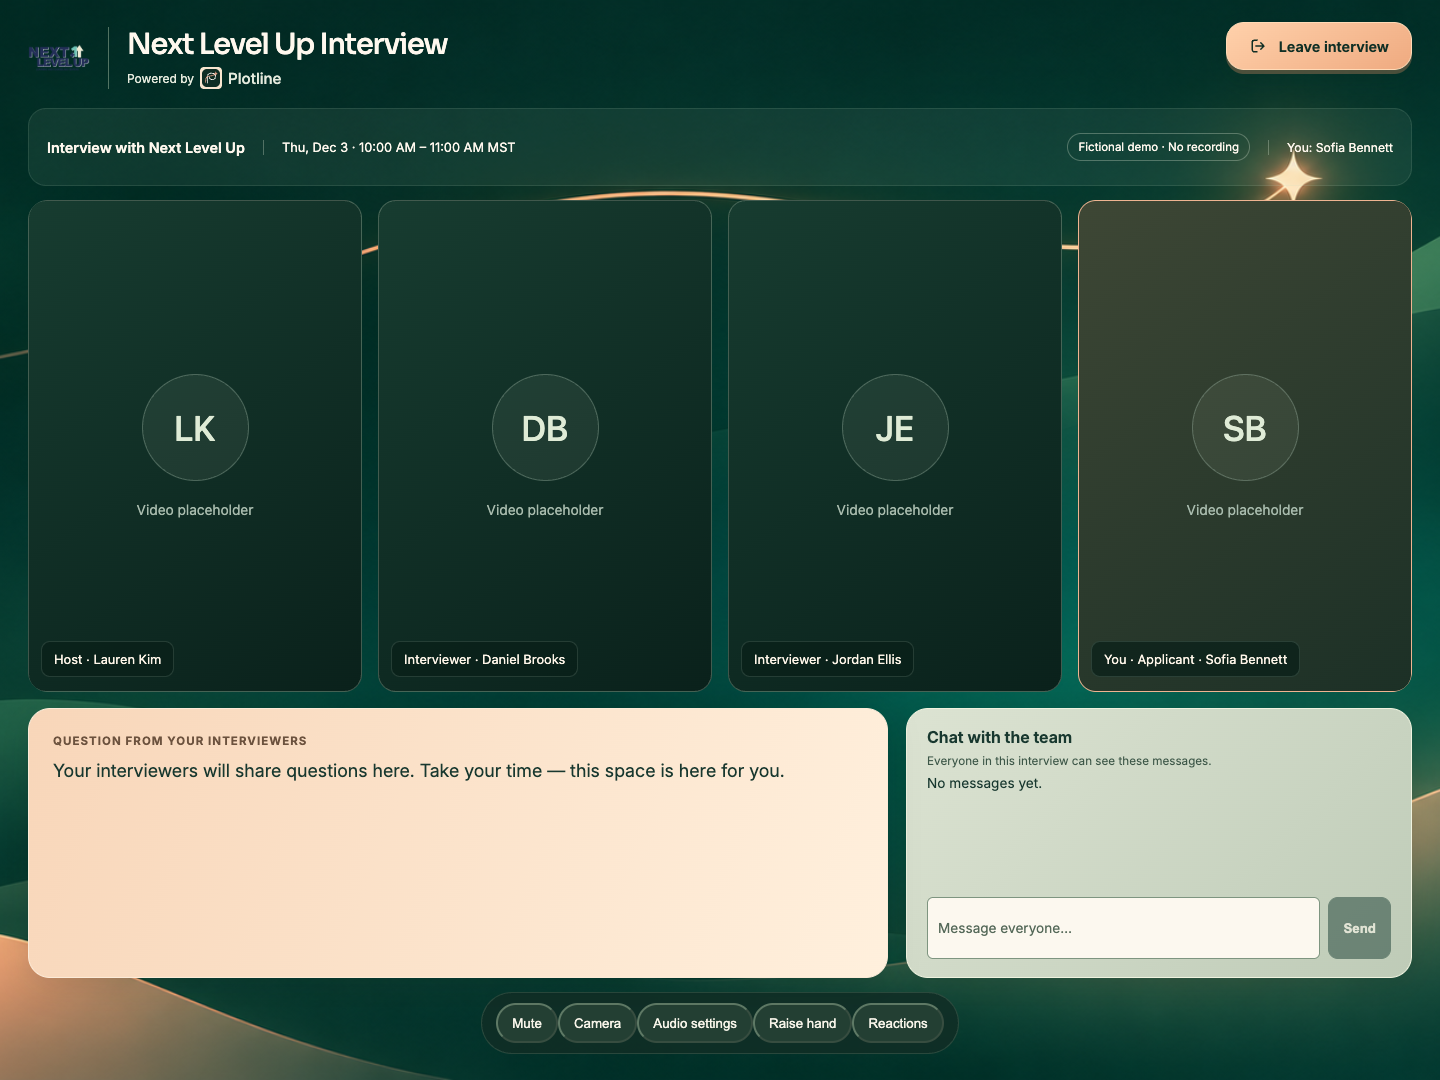 NEXT
LEVEL UP
Next Level Up Interview
Powered by Plotline
Leave interview
Interview with Next Level Up
Thu, Dec 3 · 10:00 AM – 11:00 AM MST
Fictional demo · No recording
You: Sofia Bennett
LK
Video placeholder
Host · Lauren Kim
DB
Video placeholder
Interviewer · Daniel Brooks
JE
Video placeholder
Interviewer · Jordan Ellis
SB
Video placeholder
You · Applicant · Sofia Bennett
QUESTION FROM YOUR INTERVIEWERS
Your interviewers will share questions here. Take your time — this space is here for you.
Chat with the team
Everyone in this interview can see these messages.
No messages yet.
Message everyone...
Send
Mute
Camera
Audio settings
Raise hand
Reactions